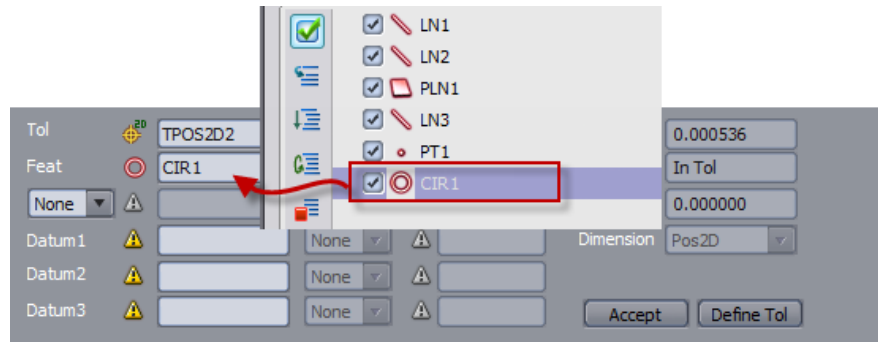 LN1
LN2
PLN1
LN3
PT1
CIR1
Tol 2D TPOS2D2 0.000536
Feat CIR1 In Tol
None 0.000000
Datum1 None Dimension Pos2D
Datum2 None
Datum3 None Accept Define Tol